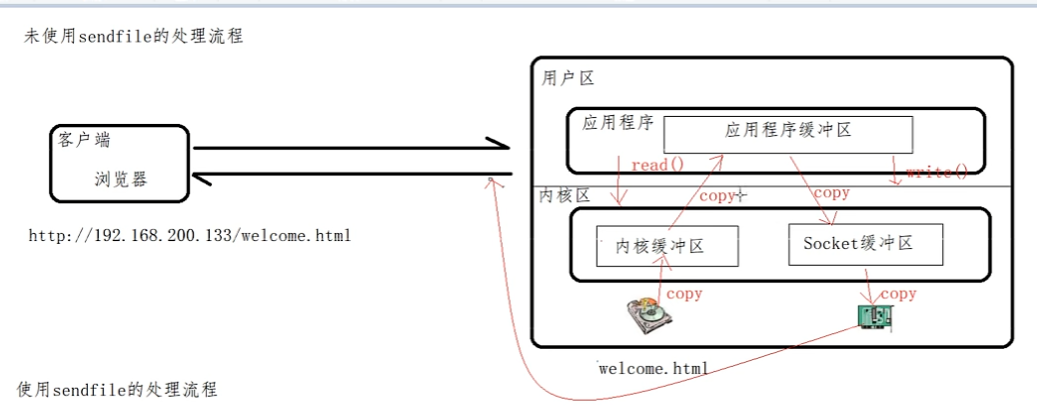 未使用sendfile的处理流程
用户区
应用程序
应用程序缓冲区
客户端
浏览器
read()
write()
内核区
copy
copy
http://192.168.200.133/welcome.html
内核缓冲区
Socket缓冲区
copy
copy
welcome.html
使用sendfile的处理流程